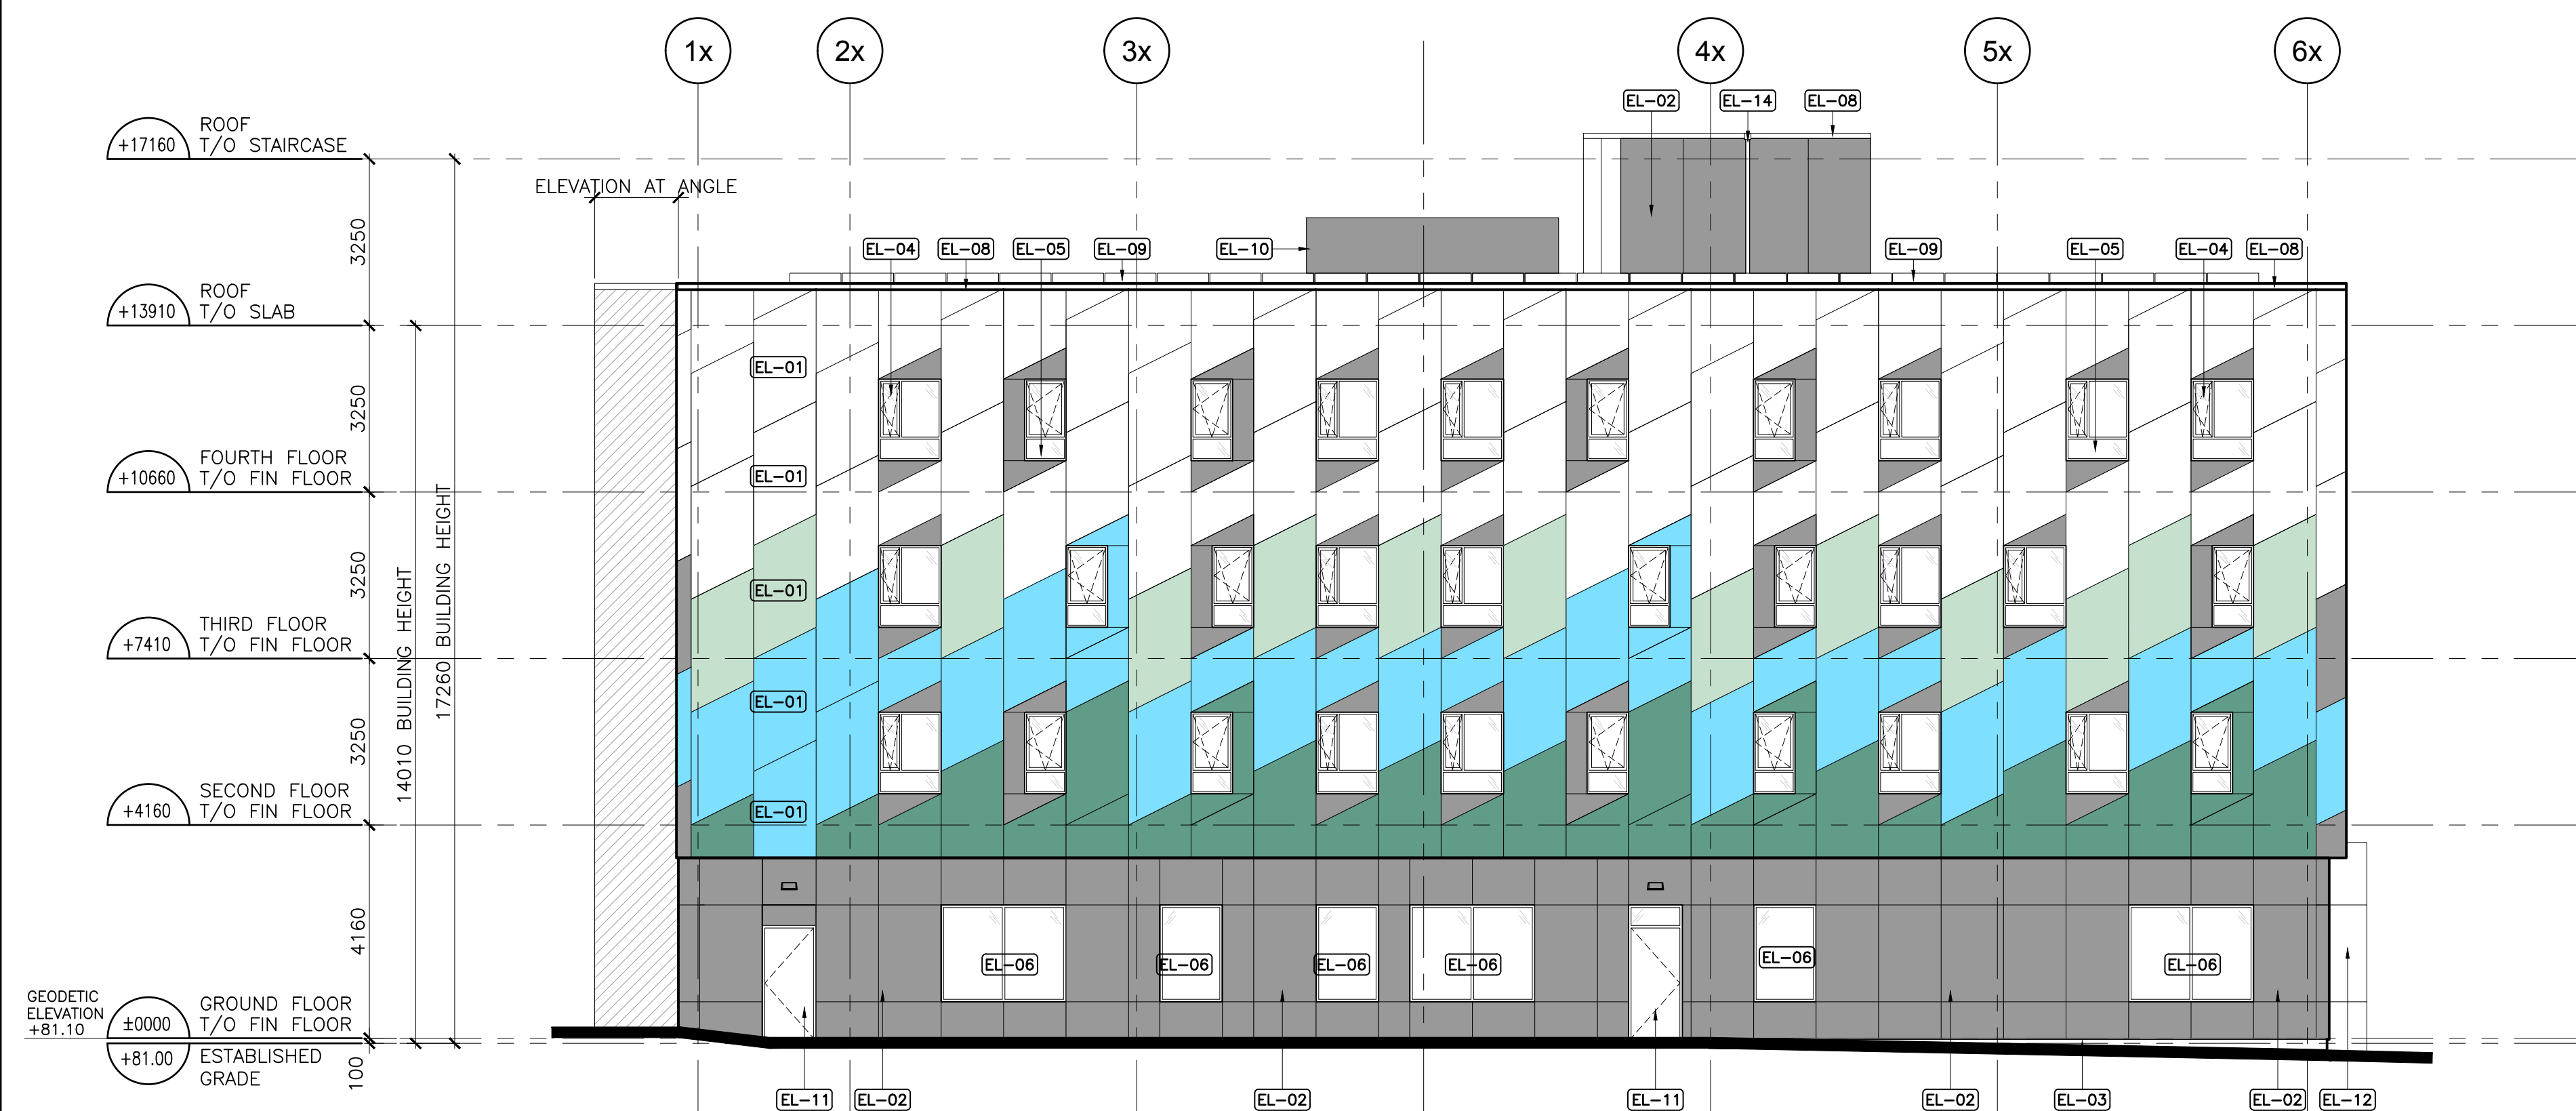 1x
2x
3x
4x
5x
6x
EL-02
EL-14
EL-08
+17160
ROOF
T/O STAIRCASE
ELEVATION AT ANGLE
3250
EL-04
EL-08
EL-05
EL-09
EL-10
EL-09
EL-05
EL-04
EL-08
+13910
ROOF
T/O SLAB
EL-01
3250
+10660
FOURTH FLOOR
T/O FIN FLOOR
EL-01
17260 BUILDING HEIGHT
14010 BUILDING HEIGHT
3250
EL-01
+7410
THIRD FLOOR
T/O FIN FLOOR
EL-01
3250
+4160
SECOND FLOOR
T/O FIN FLOOR
EL-01
4160
EL-06
EL-06
EL-06
EL-06
EL-06
EL-06
GEODETIC
ELEVATION
+81.10
±0000
GROUND FLOOR
T/O FIN FLOOR
+81.00
ESTABLISHED
GRADE
100
EL-11
EL-02
EL-02
EL-11
EL-02
EL-03
EL-02
EL-12